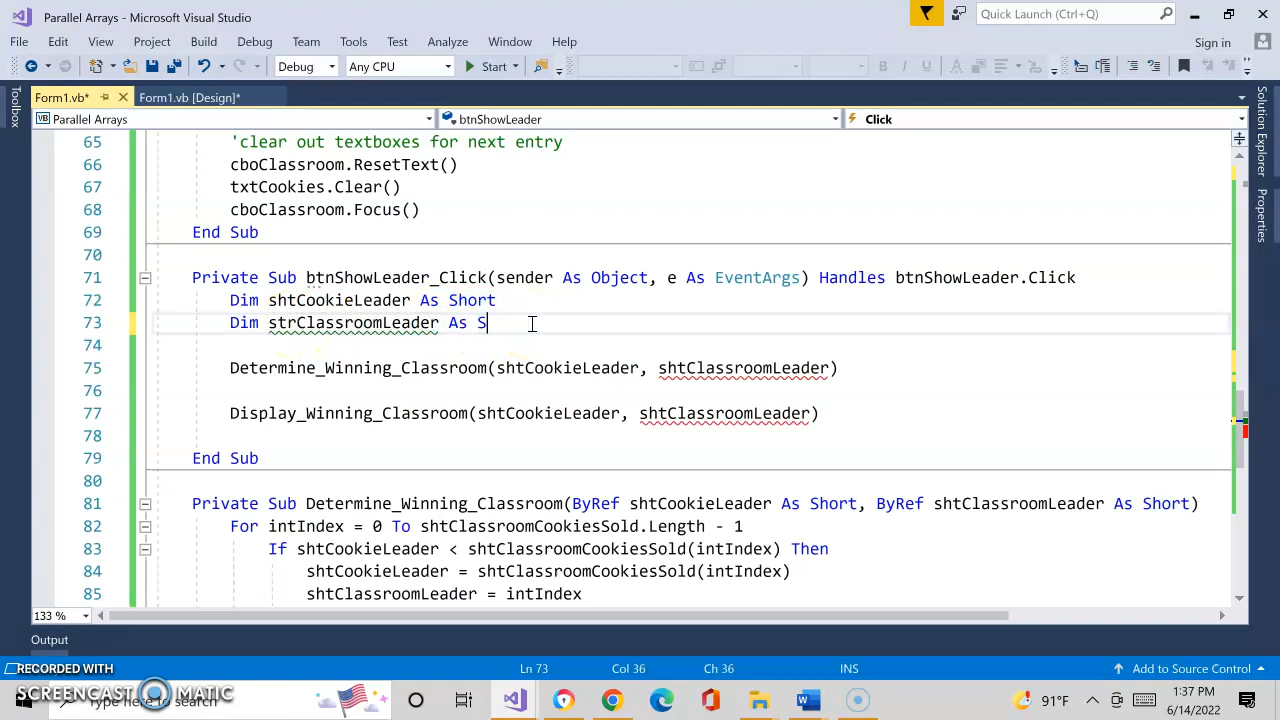 Parallel Arrays - Microsoft Visual Studio
Quick Launch (Ctrl+Q)
File Edit View Project Build Debug Team Tools Test Analyze Window Help
Sign in
Debug Any CPU Start
Form1.vb* Form1.vb [Design]*
Parallel Arrays btnShowLeader Click
65 'clear out textboxes for next entry
66 cboClassroom.ResetText()
67 txtCookies.Clear()
68 cboClassroom.Focus()
69 End Sub
70
71 Private Sub btnShowLeader_Click(sender As Object, e As EventArgs) Handles btnShowLeader.Click
72 Dim shtCookieLeader As Short
73 Dim strClassroomLeader As S
74
75 Determine_Winning_Classroom(shtCookieLeader, shtClassroomLeader)
76
77 Display_Winning_Classroom(shtCookieLeader, shtClassroomLeader)
78
79 End Sub
80
81 Private Sub Determine_Winning_Classroom(ByRef shtCookieLeader As Short, ByRef shtClassroomLeader As Short)
82 For intIndex = 0 To shtClassroomCookiesSold.Length - 1
83 If shtCookieLeader < shtClassroomCookiesSold(intIndex) Then
84 shtCookieLeader = shtClassroomCookiesSold(intIndex)
85 shtClassroomLeader = intIndex
133 %
Toolbox
Solution Explorer
Properties
Output
Ln 73 Col 36 Ch 36 INS Add to Source Control
RECORDED WITH
SCREENCAST MATIC
here to search
91°F
1:37 PM
6/14/2022